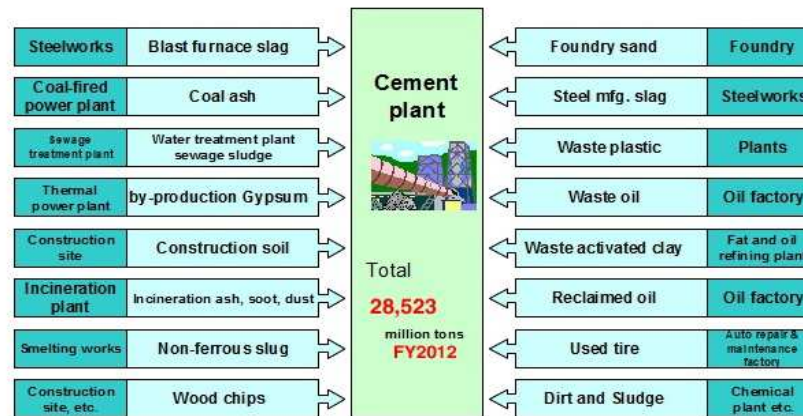 Steelworks
Blast furnace slag
Coal-fired
power plant
Coal ash
Sewage
treatment plant
Water treatment plant
sewage sludge
Thermal
power plant
by-production Gypsum
Construction
site
Construction soil
Incineration
plant
Incineration ash, soot, dust
Smelting works
Non-ferrous slug
Construction
site, etc.
Wood chips
Cement
plant
Total
28,523
million tons
FY2012
Foundry sand
Foundry
Steel mfg. slag
Steelworks
Waste plastic
Plants
Waste oil
Oil factory
Waste activated clay
Fat and oil
refining plant
Reclaimed oil
Oil factory
Used tire
Auto repair &
maintenance
factory
Dirt and Sludge
Chemical
plant etc.